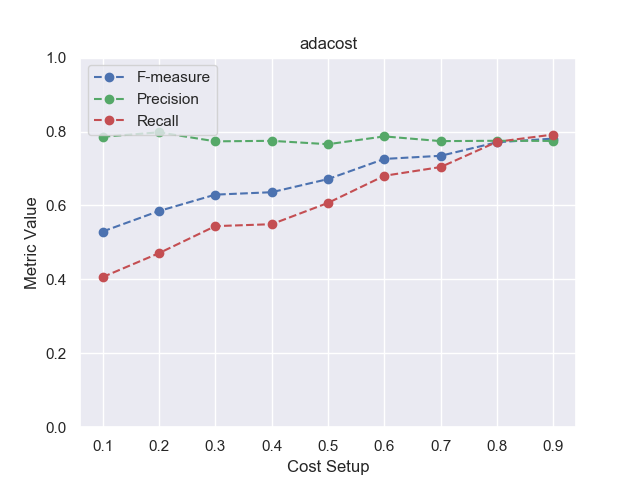 adacost
1.0
0.8
0.6
0.4
0.2
0.0
Metric Value
F-measure
Precision
Recall
0.1 0.2 0.3 0.4 0.5 0.6 0.7 0.8 0.9
Cost Setup